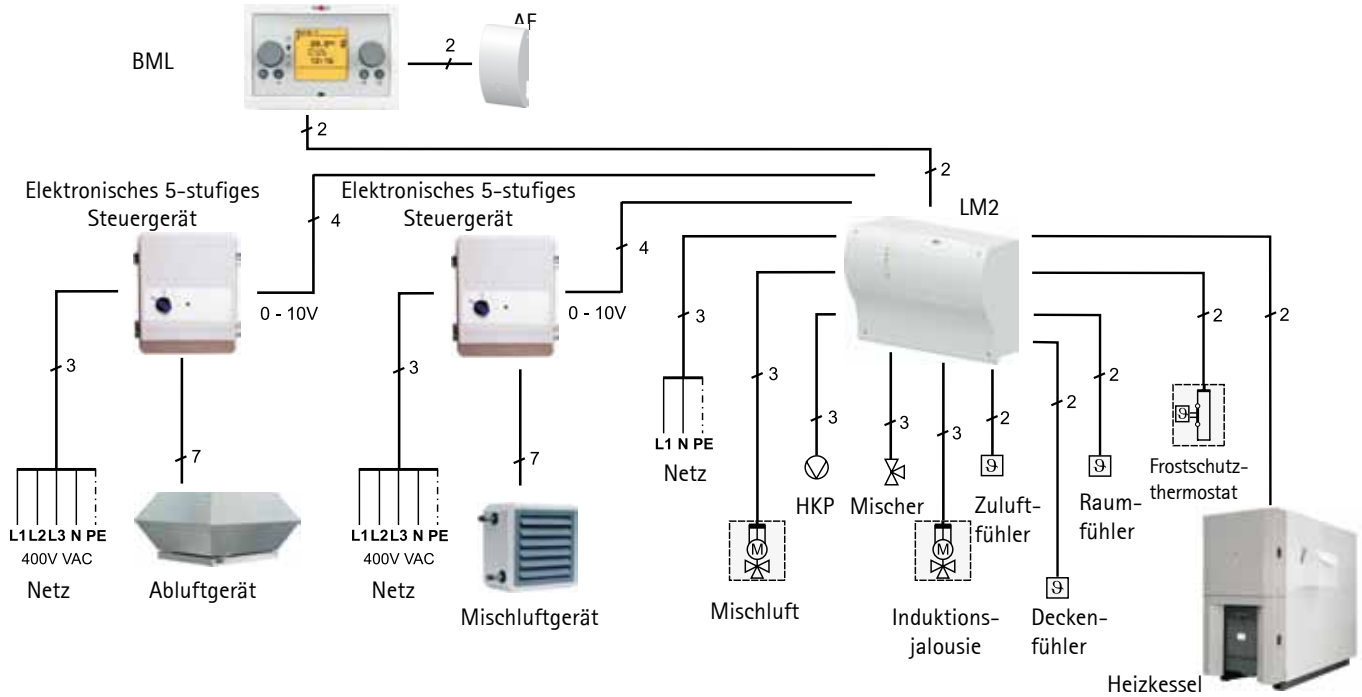 AF
BML
2
2
2
Elektronisches 5-stufiges
Steuergerät
Elektronisches 5-stufiges
Steuergerät
4
LM2
4
0 - 10V
0 - 10V
3
3
3
3
2
2
2
2
3
3
3
2
7
7
L1 N PE
Netz
HKP
Mischer
Zuluft-
fühler
Raum-
fühler
Frostschutz-
thermostat
L1 L2 L3 N PE
400V VAC
Netz
Abluftgerät
L1 L2 L3 N PE
400V VAC
Netz
Mischluftgerät
M
Mischluft
M
Induktions-
jalousie
Decken-
fühler
Heizkessel
ϑ
ϑ
ϑ
ϑ